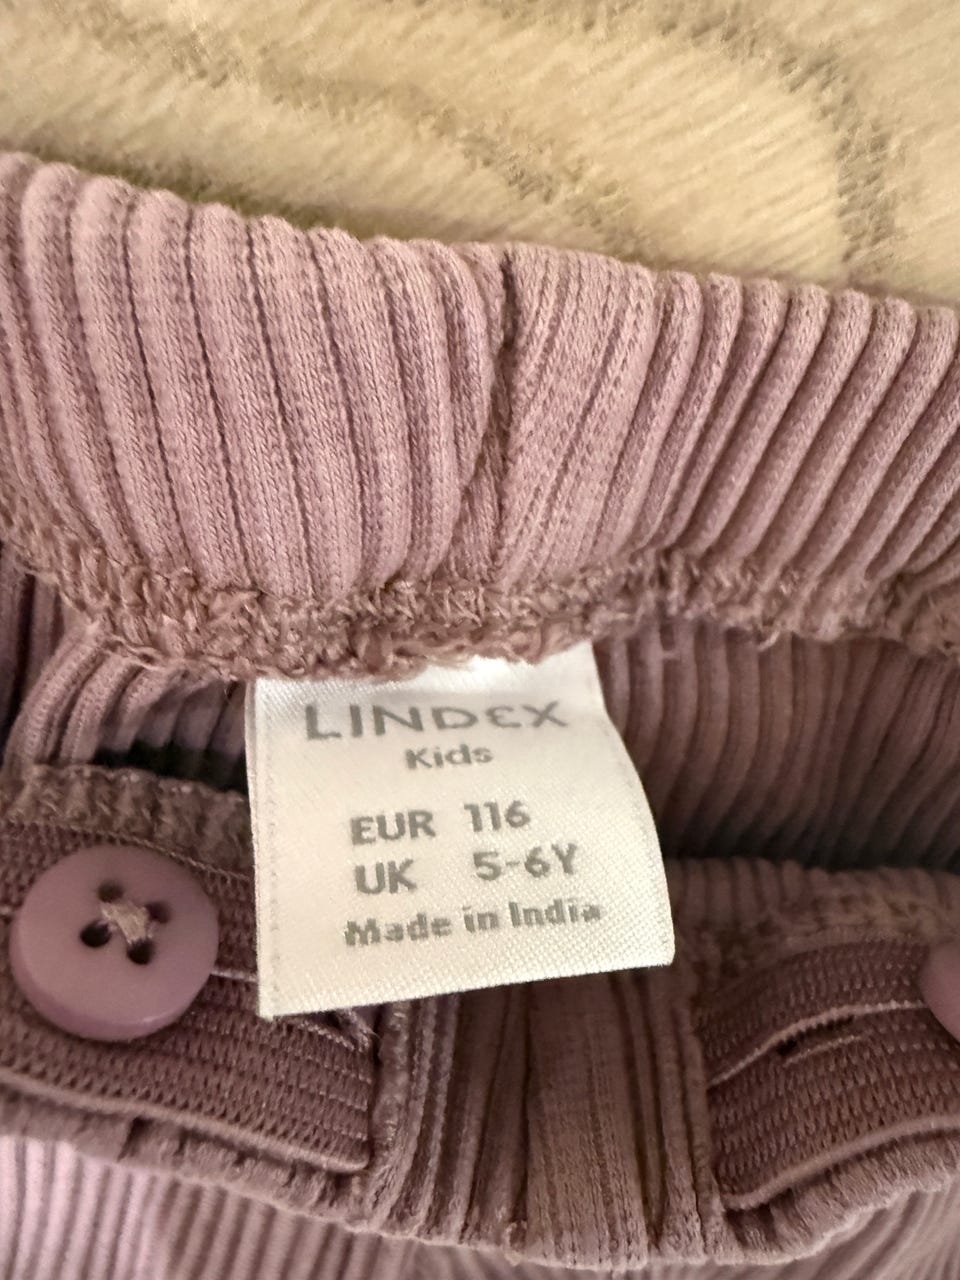 LINDEX
Kids
EUR 116
UK 5-6Y
Made in India